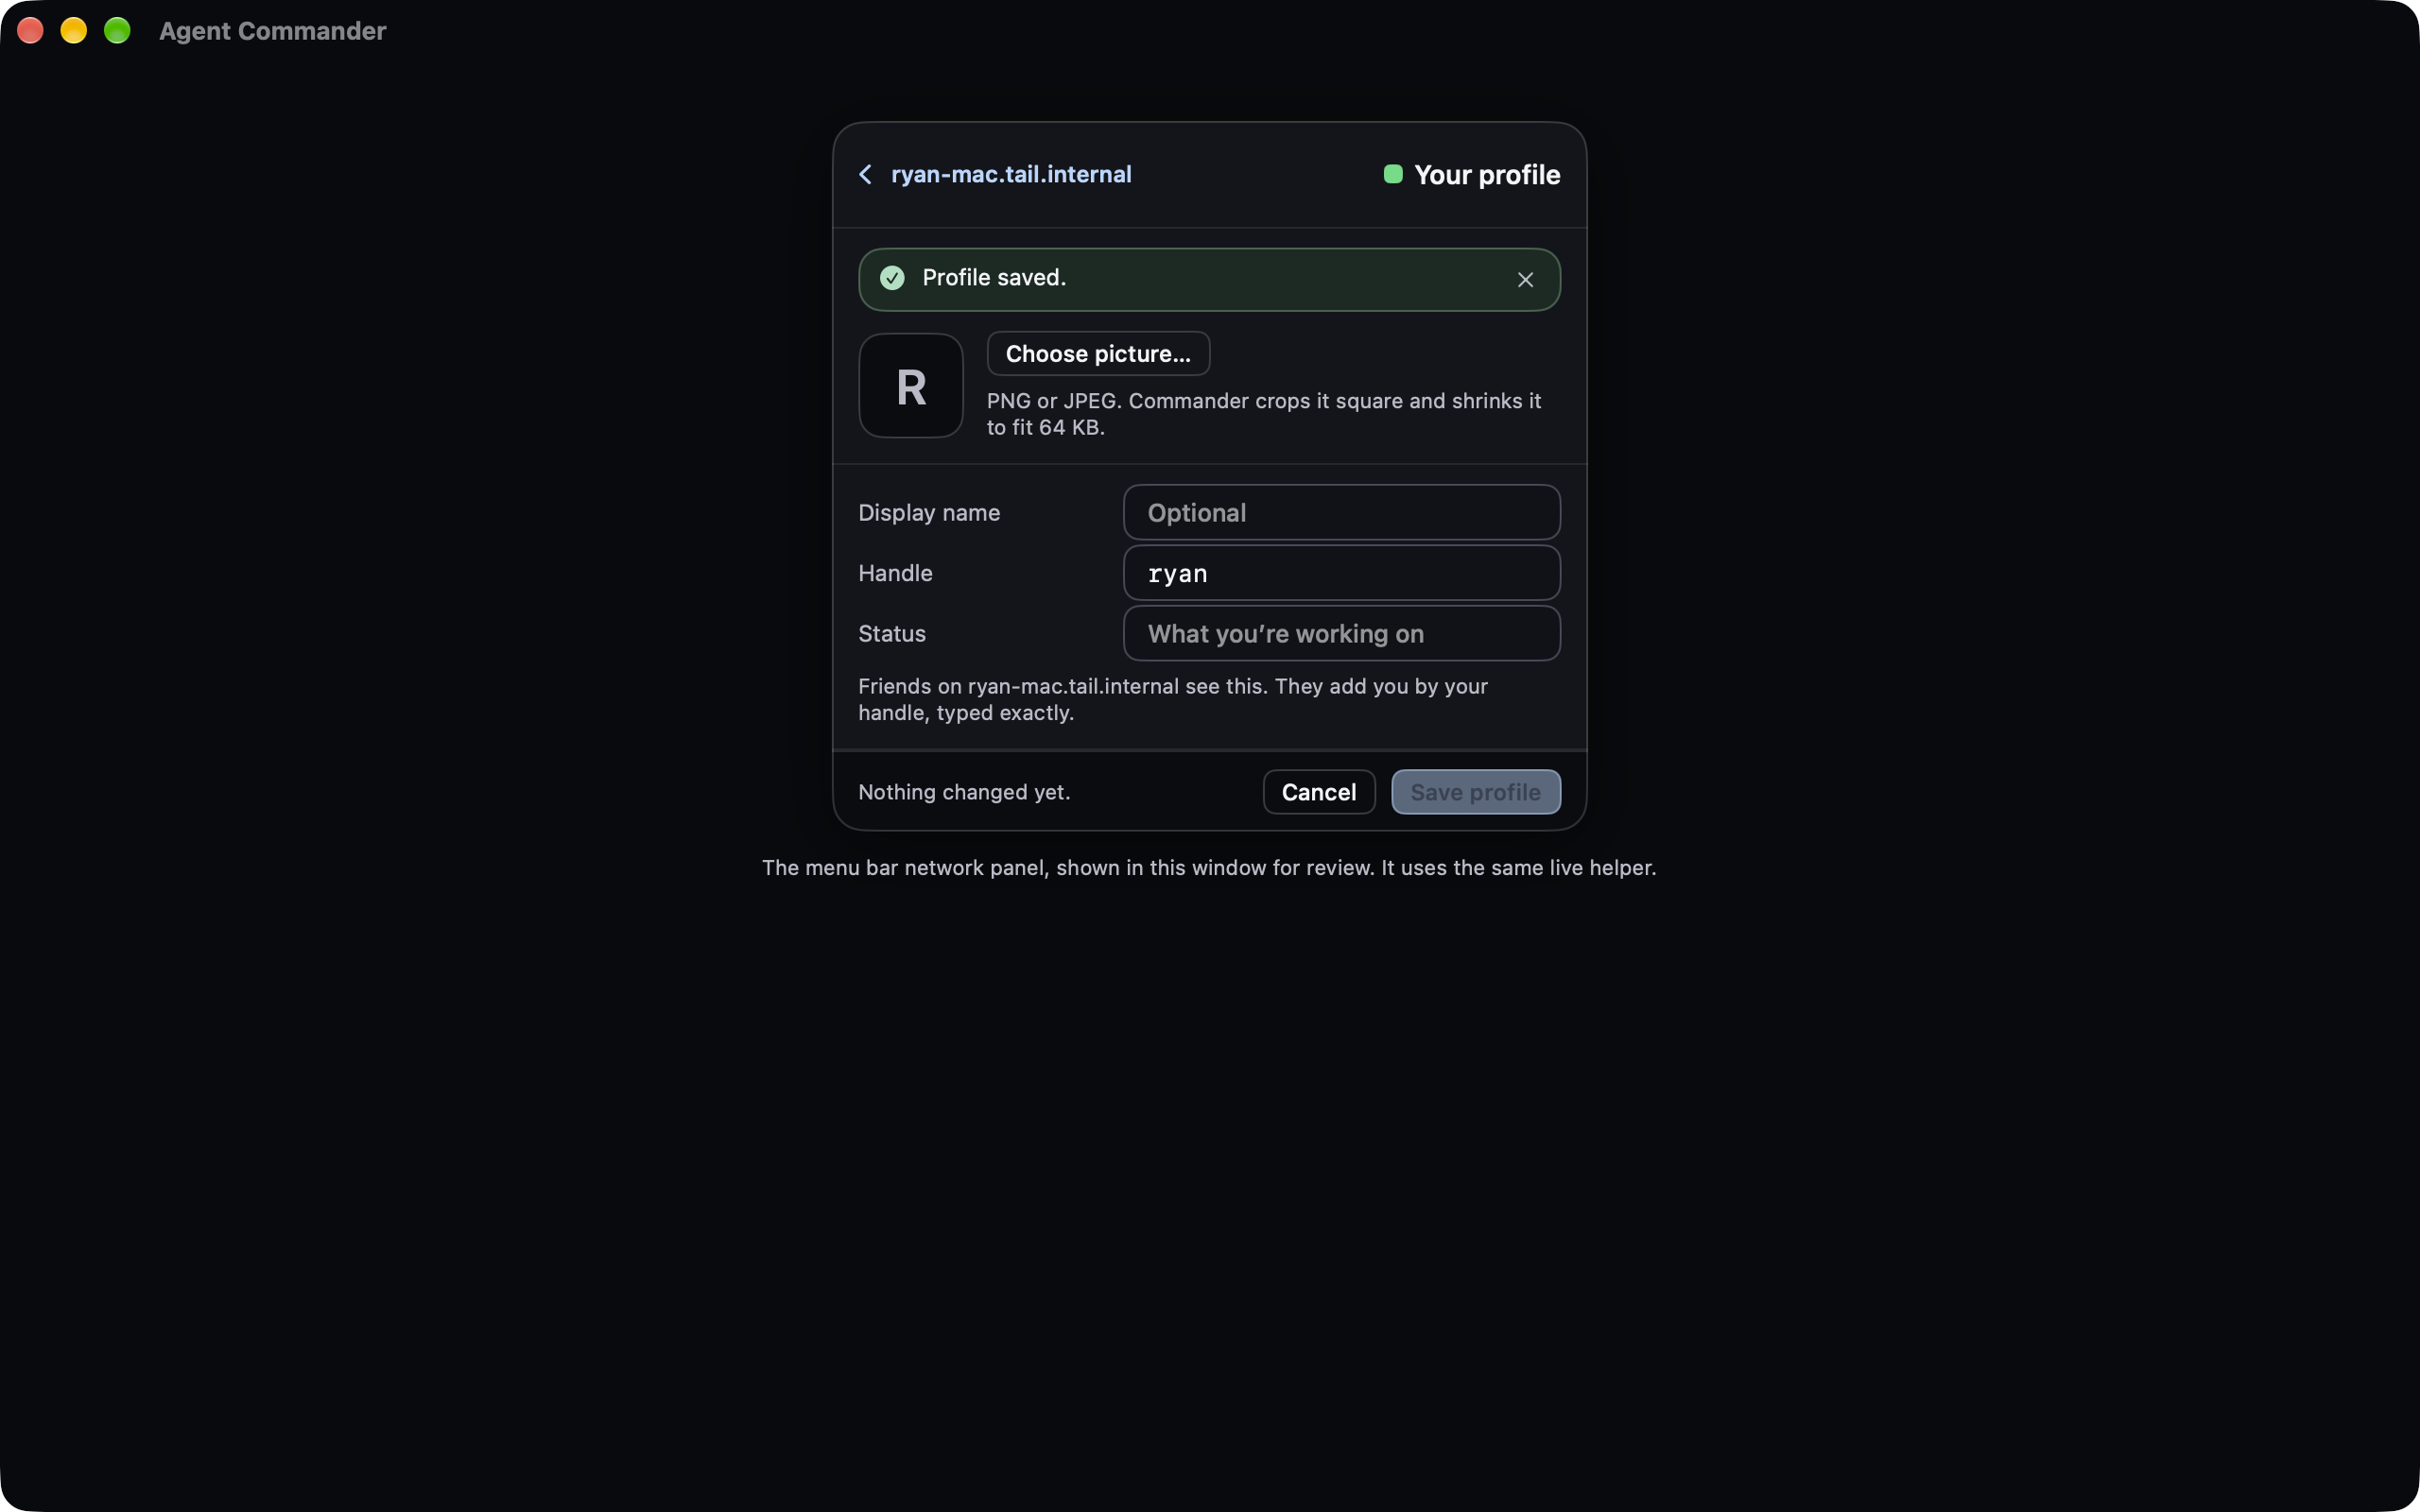 Agent Commander
ryan-mac.tail.internal
Your profile
Profile saved.
R
Choose picture...
PNG or JPEG. Commander crops it square and shrinks it
to fit 64 KB.
Display name
Optional
Handle
ryan
Status
What you’re working on
Friends on ryan-mac.tail.internal see this. They add you by your
handle, typed exactly.
Nothing changed yet.
Cancel
Save profile
The menu bar network panel, shown in this window for review. It uses the same live helper.